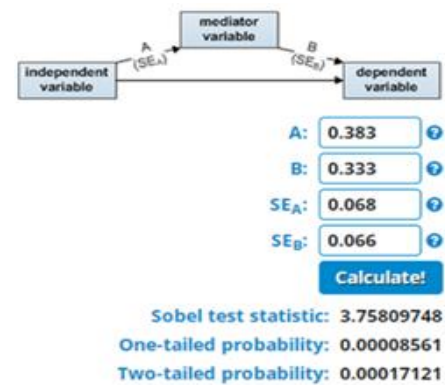 mediator
variable
A
(SEA)
B
(SEB)
independent
variable
dependent
variable
A: 0.383 ?
B: 0.333 ?
SEA: 0.068 ?
SEB: 0.066 ?
Calculate!
Sobel test statistic: 3.75809748
One-tailed probability: 0.00008561
Two-tailed probability: 0.00017121